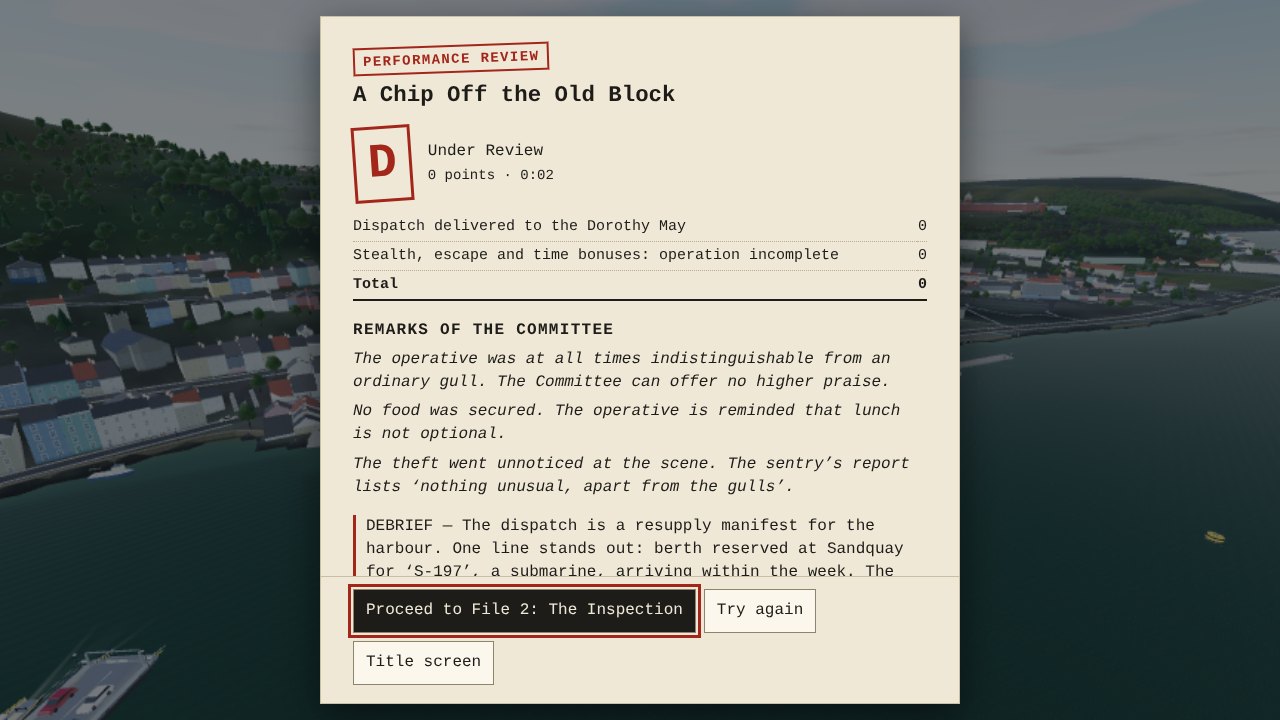 PERFORMANCE REVIEW
A Chip Off the Old Block
D
Under Review
0 points · 0:02
Dispatch delivered to the Dorothy May 0
Stealth, escape and time bonuses: operation incomplete 0
Total 0
REMARKS OF THE COMMITTEE
The operative was at all times indistinguishable from an
ordinary gull. The Committee can offer no higher praise.
No food was secured. The operative is reminded that lunch
is not optional.
The theft went unnoticed at the scene. The sentry’s report
lists ‘nothing unusual, apart from the gulls’.
DEBRIEF — The dispatch is a resupply manifest for the
harbour. One line stands out: berth reserved at Sandquay
for ‘S-197’, a submarine, arriving within the week. The
Proceed to File 2: The Inspection
Try again
Title screen